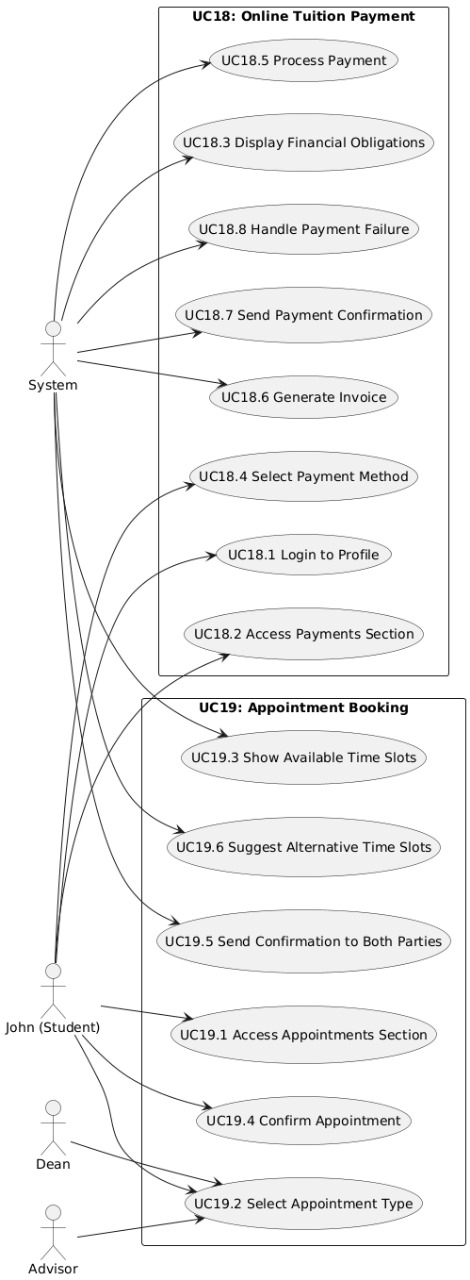 UC18: Online Tuition Payment
UC18.5 Process Payment
UC18.3 Display Financial Obligations
UC18.8 Handle Payment Failure
UC18.7 Send Payment Confirmation
System
UC18.6 Generate Invoice
UC18.4 Select Payment Method
UC18.1 Login to Profile
UC18.2 Access Payments Section
UC19: Appointment Booking
UC19.3 Show Available Time Slots
UC19.6 Suggest Alternative Time Slots
UC19.5 Send Confirmation to Both Parties
John (Student)
UC19.1 Access Appointments Section
UC19.4 Confirm Appointment
Dean
UC19.2 Select Appointment Type
Advisor